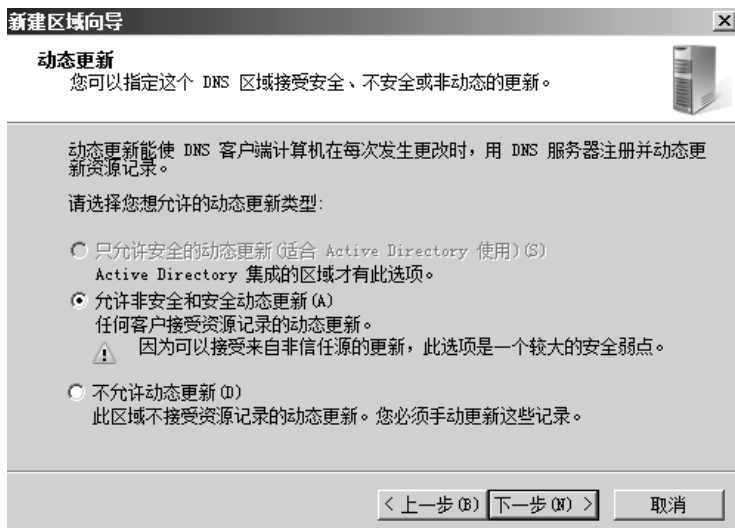 新建区域向导
动态更新
您可以指定这个 DNS 区域接受安全、不安全或非动态的更新。
动态更新能使 DNS 客户端计算机在每次发生更改时，用 DNS 服务器注册并动态更
新资源记录。
请选择您想允许的动态更新类型:
只允许安全的动态更新(适合 Active Directory 使用)(S)
Active Directory 集成的区域才有此选项。
允许非安全和安全动态更新(A)
任何客户接受资源记录的动态更新。
因为可以接受来自非信任源的更新，此选项是一个较大的安全弱点。
不允许动态更新(D)
此区域不接受资源记录的动态更新。您必须手动更新这些记录。
< 上一步(B) 下一步(N) > 取消